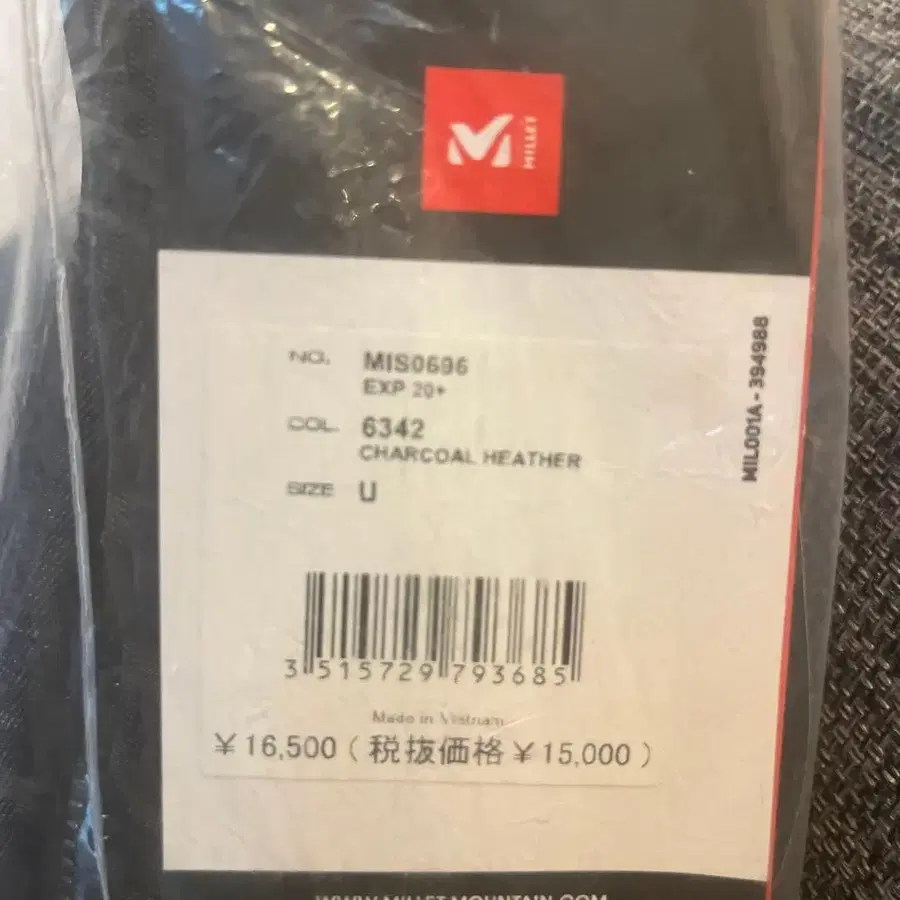 MILLET
NO. MIS0696
EXP 20+
COL. 6342
CHARCOAL HEATHER
SIZE U
MIL001A - 394988
3 515729 793685
Made in Vietnam
¥16,500（税抜価格¥15,000）
WWW.MILLET-MOUNTAIN.COM